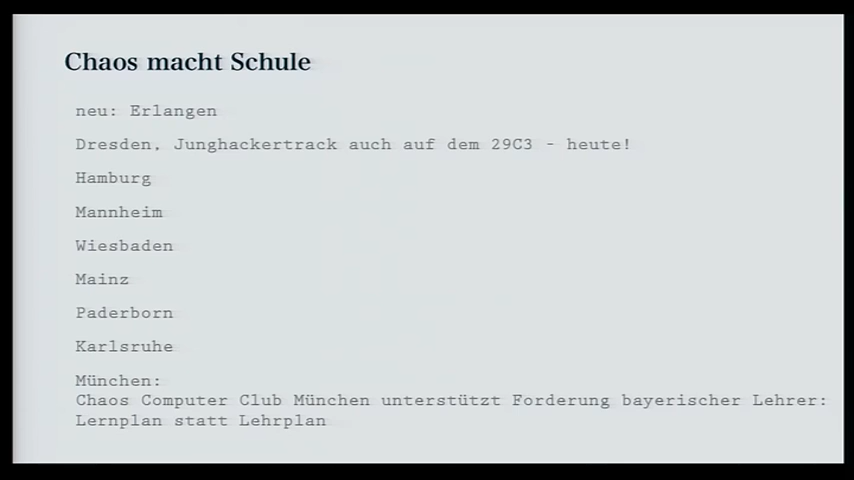 Chaos macht Schule
neu: Erlangen
Dresden, Junghackertrack auch auf dem 29C3 - heute!
Hamburg
Mannheim
Wiesbaden
Mainz
Paderborn
Karlsruhe
München:
Chaos Computer Club München unterstützt Forderung bayerischer Lehrer:
Lernplan statt Lehrplan